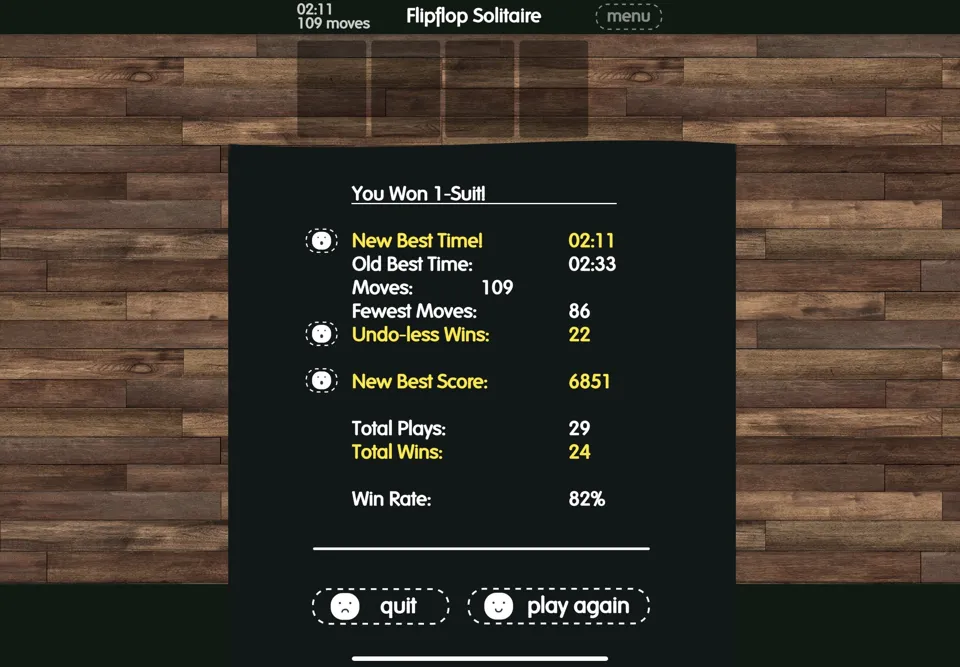 02:11
109 moves
Flipflop Solitaire
menu
You Won 1-Suit!
New Best Time! 02:11
Old Best Time: 02:33
Moves: 109
Fewest Moves: 86
Undo-less Wins: 22
New Best Score: 6851
Total Plays: 29
Total Wins: 24
Win Rate: 82%
quit
play again